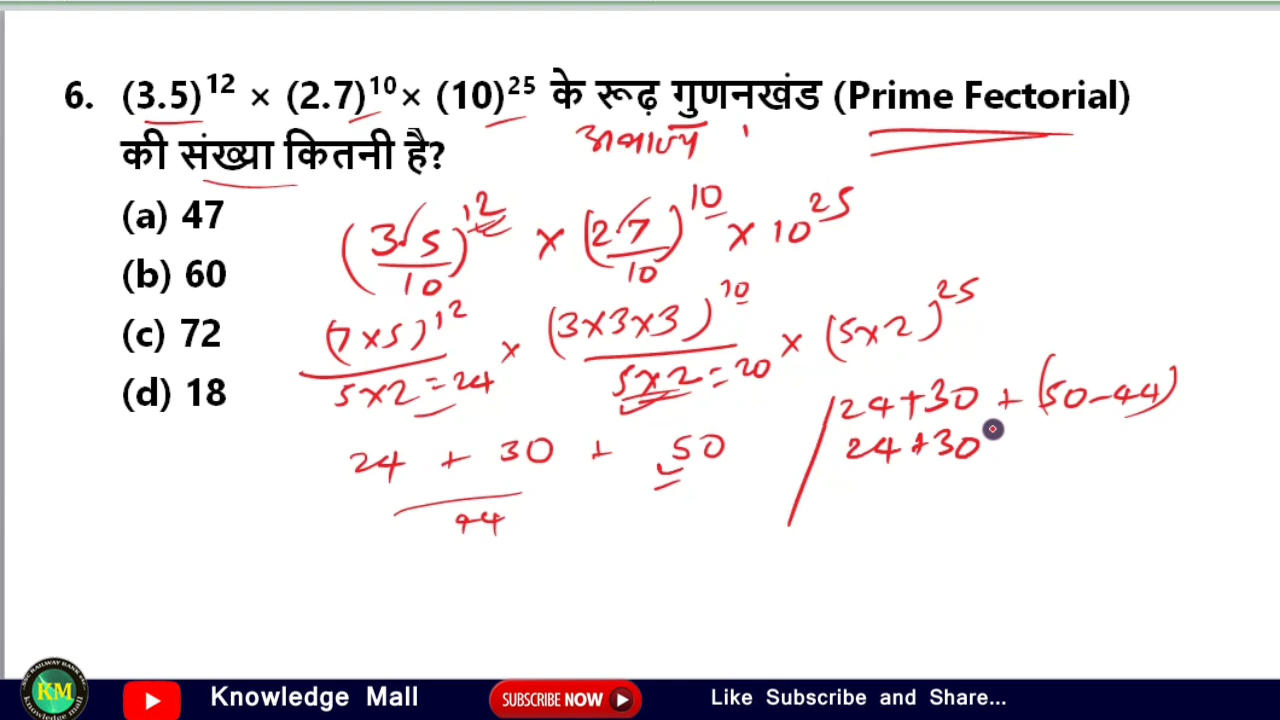 6. (3.5)¹² × (2.7)¹⁰× (10)²⁵ के रूढ़ गुणनखंड (Prime Fectorial)
अभाज्य
की संख्या कितनी है?
(a) 47
(b) 60
(c) 72
(d) 18
(3.5/10)¹² × (2.7/10)¹⁰ × 10²⁵
(7×5)¹²/5×2=24 × (3×3×3)¹⁰/5×2=20 × (5×2)²⁵
24 + 30 + 50
44
24+30 + (50-44)
24+30
KM
Knowledge Mall
SUBSCRIBE NOW
Like Subscribe and Share...